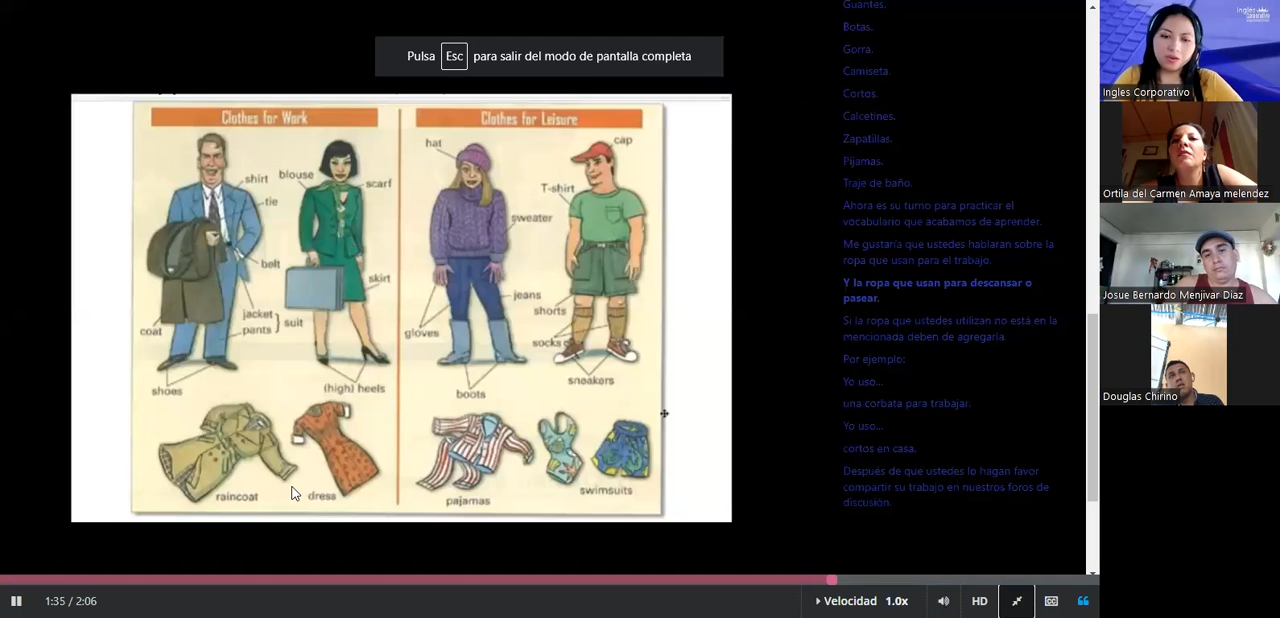 Pulsa Esc para salir del modo de pantalla completa
Clothes for Work
Clothes for Leisure
shirt
blouse
scarf
tie
belt
skirt
jacket
pants
suit
coat
shoes
(high) heels
raincoat
dress
hat
cap
T-shirt
sweater
jeans
shorts
gloves
socks
sneakers
boots
pajamas
swimsuits
Guantes.
Botas.
Gorra.
Camiseta.
Cortos.
Calcetines.
Zapatillas.
Pijamas.
Traje de baño.
Ahora es su turno para practicar el
vocabulario que acabamos de aprender.
Me gustaría que ustedes hablaran sobre la
ropa que usan para el trabajo.
Y la ropa que usan para descansar o
pasear.
Si la ropa que ustedes utilizan no está en la
mencionada deben de agregarla.
Por ejemplo:
Yo uso...
una corbata para trabajar.
Yo uso...
cortos en casa.
Después de que ustedes lo hagan favor
compartir su trabajo en nuestros foros de
discusión.
1:35 / 2:06
Velocidad 1.0x
HD
CC
Ingles Corporativo
Ortila del Carmen Amaya melendez
Josue Bernardo Menjivar Diaz
Douglas Chirino